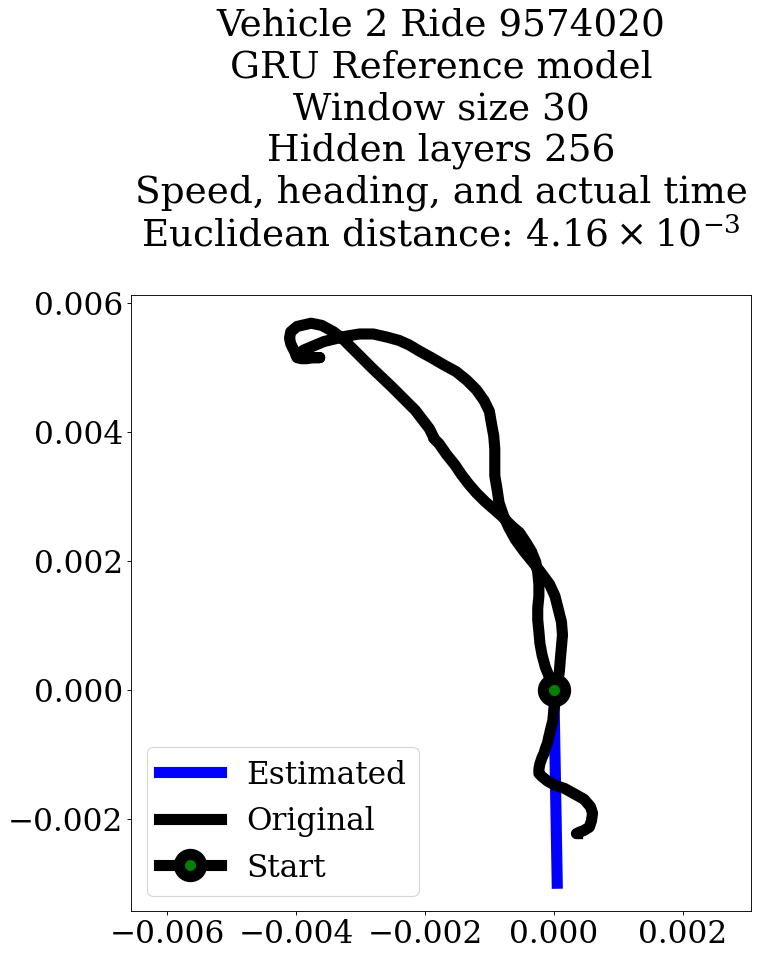 Vehicle 2 Ride 9574020
GRU Reference model
Window size 30
Hidden layers 256
Speed, heading, and actual time
Euclidean distance: 4.16 × 10⁻³
0.006
0.004
0.002
0.000
−0.002
Estimated
Original
Start
−0.006 −0.004 −0.002 0.000 0.002